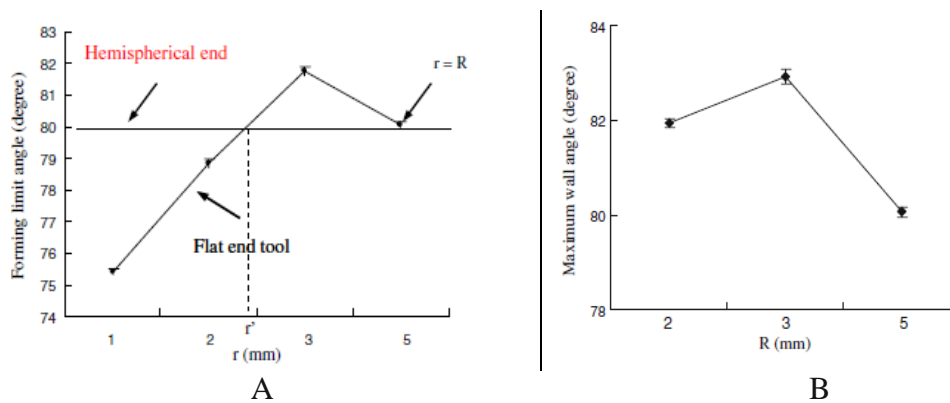 83
82
81
80
79
78
77
76
75
74
Forming limit angle (degree)
Hemispherical end
r = R
Flat end tool
r’
1 2 3 5
r (mm)
A
84
82
80
78
Maximum wall angle (degree)
2 3 5
R (mm)
B